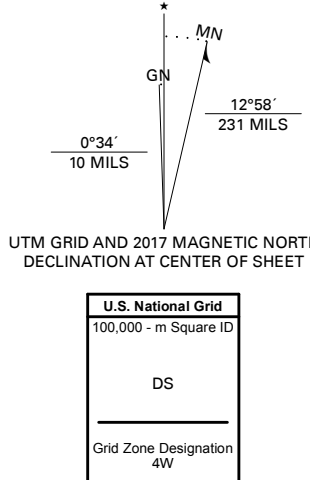 MN
GN
0°34´
10 MILS
12°58´
231 MILS
UTM GRID AND 2017 MAGNETIC NORTH
DECLINATION AT CENTER OF SHEET
U.S. National Grid
100,000 - m Square ID
DS
Grid Zone Designation
4W